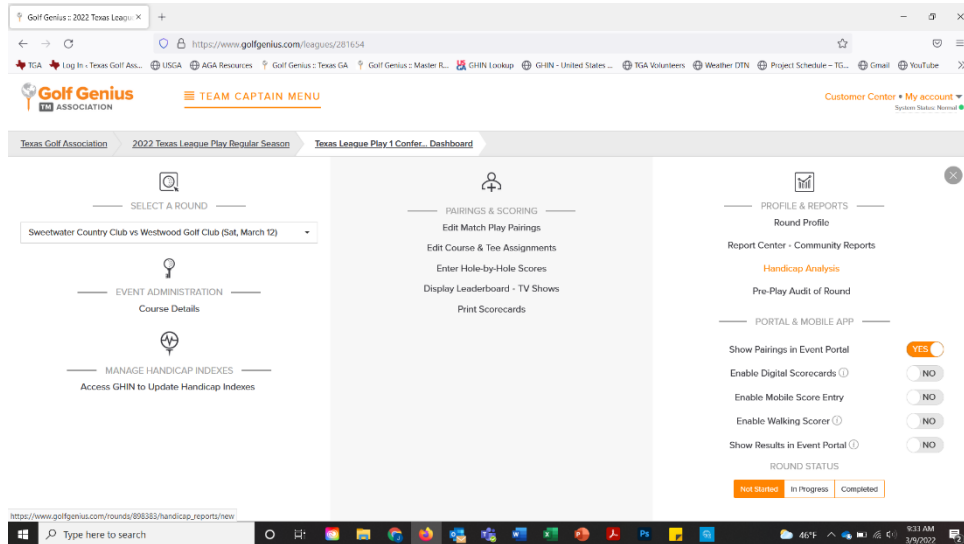 Golf Genius :: 2022 Texas Leagu
https://www.golfgenius.com/leagues/281654
TGA Log In ‹ Texas Golf Ass... USGA AGA Resources Golf Genius :: Texas GA Golf Genius :: Master R... GHIN Lookup GHIN - United States ... TGA Volunteers Weather DTN Project Schedule – TG... Gmail YouTube
Golf Genius
TM ASSOCIATION
TEAM CAPTAIN MENU
Customer Center • My account
System Status: Normal
Texas Golf Association 2022 Texas League Play Regular Season Texas League Play 1 Confer... Dashboard
SELECT A ROUND
Sweetwater Country Club vs Westwood Golf Club (Sat, March 12)
EVENT ADMINISTRATION
Course Details
MANAGE HANDICAP INDEXES
Access GHIN to Update Handicap Indexes
PAIRINGS & SCORING
Edit Match Play Pairings
Edit Course & Tee Assignments
Enter Hole-by-Hole Scores
Display Leaderboard - TV Shows
Print Scorecards
PROFILE & REPORTS
Round Profile
Report Center - Community Reports
Handicap Analysis
Pre-Play Audit of Round
PORTAL & MOBILE APP
Show Pairings in Event Portal YES
Enable Digital Scorecards NO
Enable Mobile Score Entry NO
Enable Walking Scorer NO
Show Results in Event Portal NO
ROUND STATUS
Not Started In Progress Completed
https://www.golfgenius.com/rounds/898383/handicap_reports/new
Type here to search
46°F
9:33 AM
3/9/2022